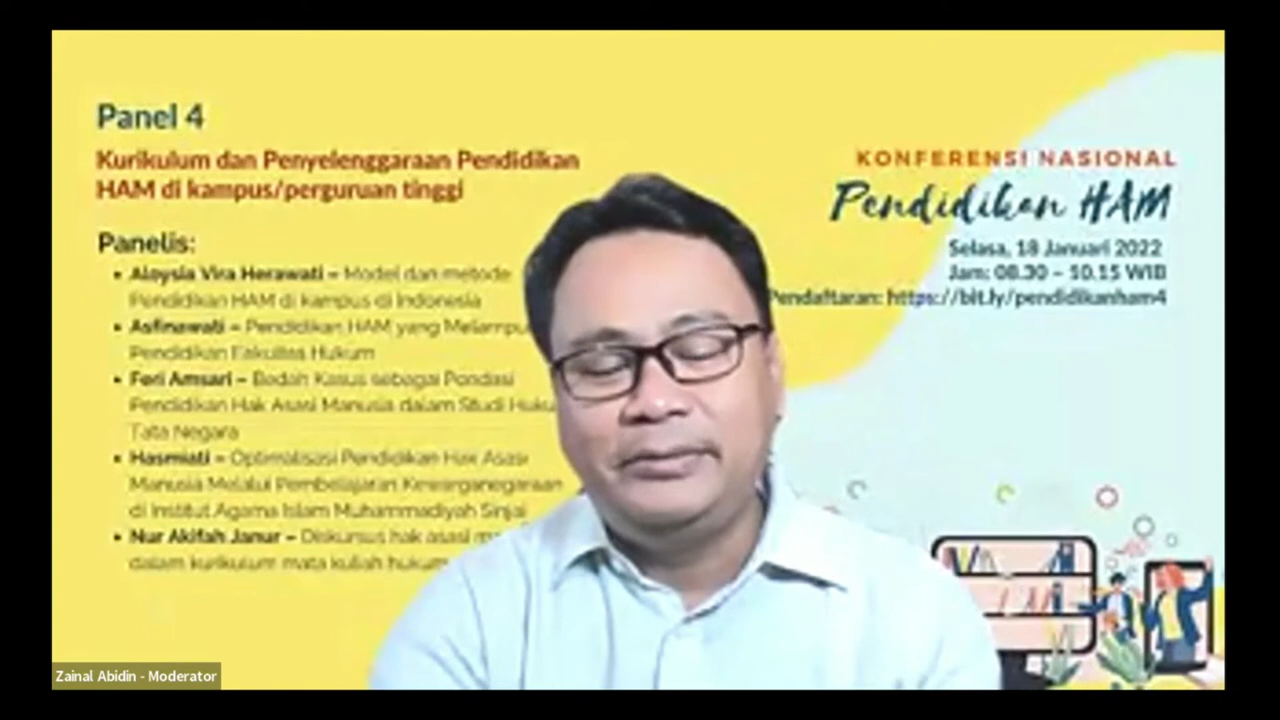 Panel 4
Kurikulum dan Penyelenggaraan Pendidikan
HAM di kampus/perguruan tinggi
Panelis:
• Aloysia Vira Herawati – Model dan metode
Pendidikan HAM di kampus di Indonesia
• Asfinawati – Pendidikan HAM yang
Pendidikan Fakultas Hukum
• Feri Amsari – Bedah Kasus sebagai Pondasi
Pendidikan Hak Asasi Manusia dalam Studi
Tata Negara
• Hasmiati – Optimalisasi Pendidikan Hak Asasi
Manusia Melalui Pembelajaran Kewarganegaraan
di Institut Agama Islam Muhammadiyah Sinjai
• Nur Akifah Janur – Diskursus hak asasi
dalam kurikulum mata kuliah hukum
KONFERENSI NASIONAL
Pendidikan HAM
Selasa, 18 Januari 2022
Jam: 08.30 – 10.15 WIB
Pendaftaran: https://bit.ly/pendidikanham4
Zainal Abidin - Moderator